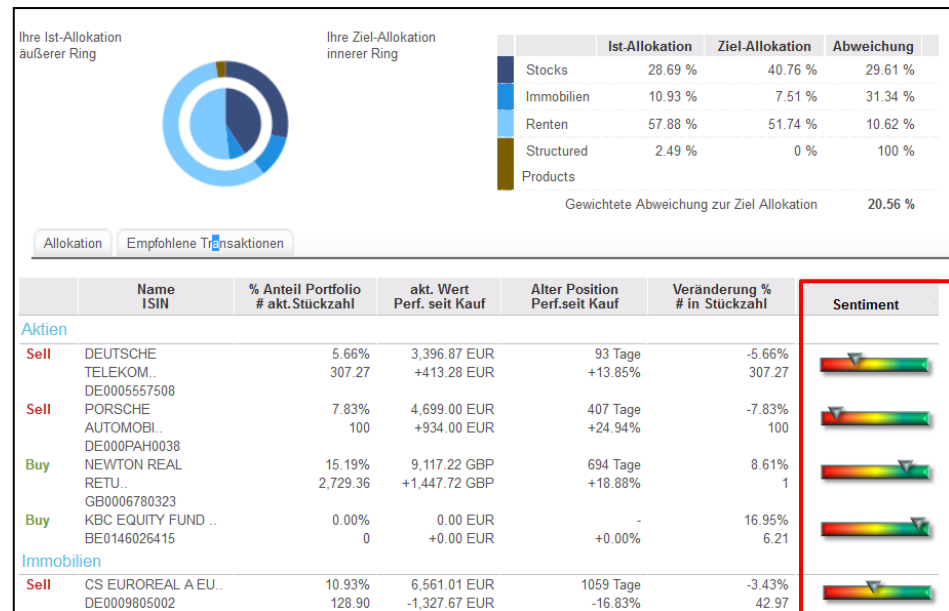 Ihre Ist-Allokation
äußerer Ring
Ihre Ziel-Allokation
innerer Ring
Ist-Allokation Ziel-Allokation Abweichung
Stocks 28.69 % 40.76 % 29.61 %
Immobilien 10.93 % 7.51 % 31.34 %
Renten 57.88 % 51.74 % 10.62 %
Structured 2.49 % 0 % 100 %
Products
Gewichtete Abweichung zur Ziel Allokation 20.56 %
Allokation Empfohlene Transaktionen
Name % Anteil Portfolio akt. Wert Alter Position Veränderung %
ISIN # akt.Stückzahl Perf. seit Kauf Perf.seit Kauf # in Stückzahl Sentiment
Aktien
Sell DEUTSCHE 5.66% 3,396.87 EUR 93 Tage -5.66%
TELEKOM.. 307.27 +413.28 EUR +13.85% 307.27
DE0005557508
Sell PORSCHE 7.83% 4,699.00 EUR 407 Tage -7.83%
AUTOMOBI.. 100 +934.00 EUR +24.94% 100
DE000PAH0038
Buy NEWTON REAL 15.19% 9,117.22 GBP 694 Tage 8.61%
RETU.. 2,729.36 +1,447.72 GBP +18.88% 1
GB0006780323
Buy KBC EQUITY FUND .. 0.00% 0.00 EUR - 16.95%
BE0146026415 0 +0.00 EUR +0.00% 6.21
Immobilien
Sell CS EUROREAL A EU.. 10.93% 6,561.01 EUR 1059 Tage -3.43%
DE0009805002 128.90 -1,327.67 EUR -16.83% 42.97